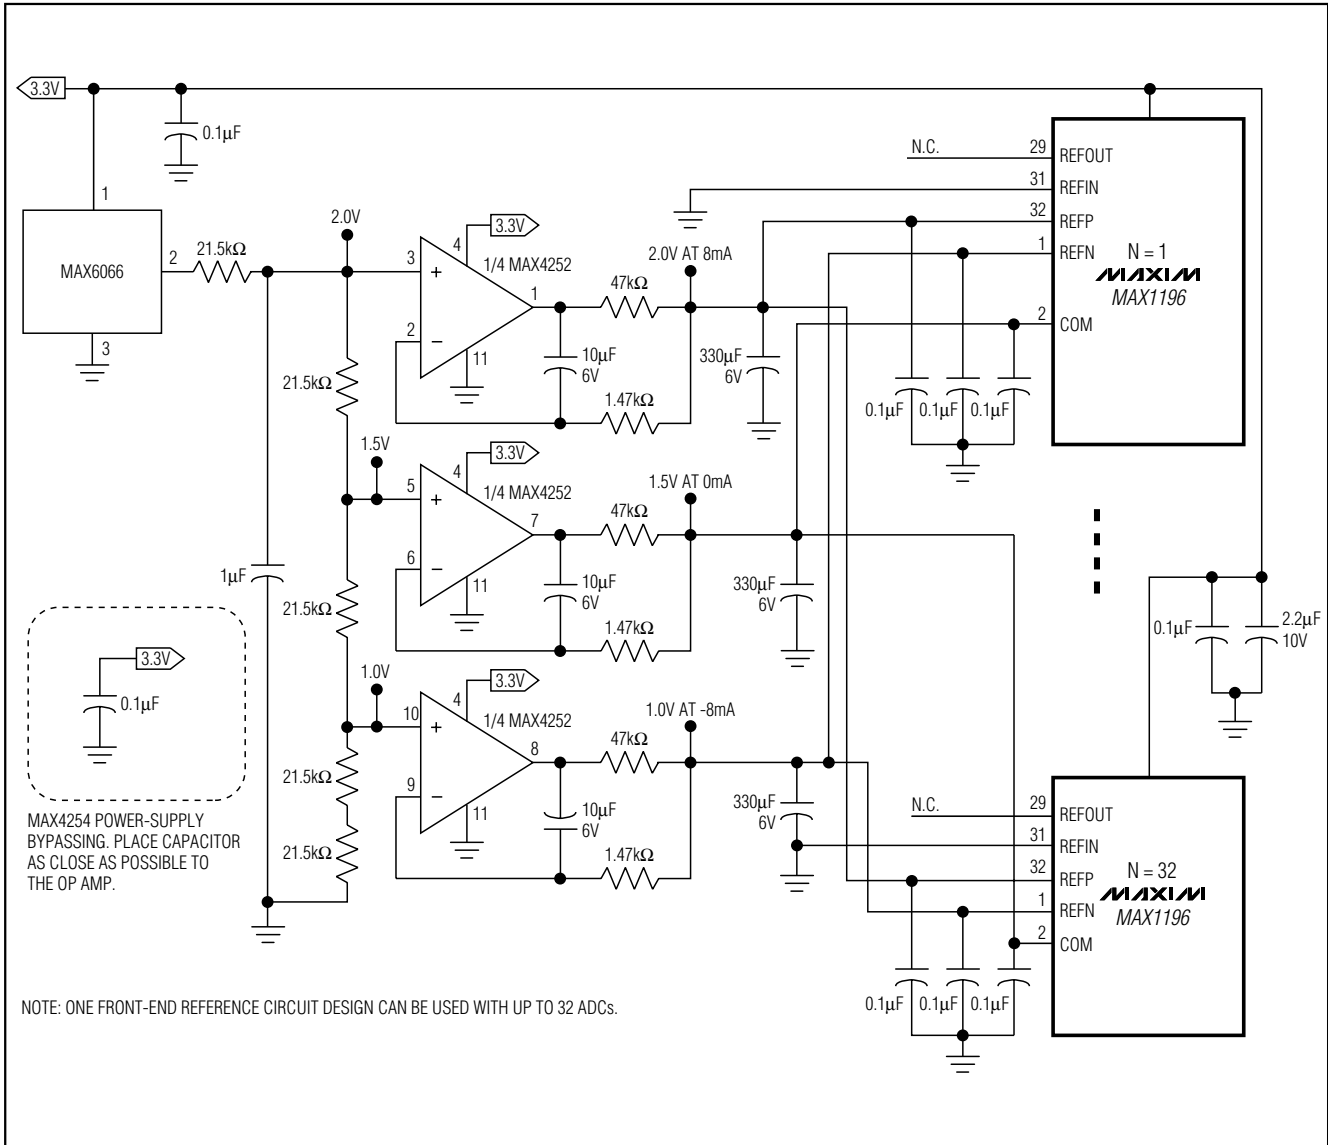 3.3V
0.1µF
1
MAX6066
2
3
21.5kΩ
2.0V
21.5kΩ
1.5V
21.5kΩ
1µF
1.0V
21.5kΩ
21.5kΩ
3.3V
0.1µF
MAX4254 POWER-SUPPLY
BYPASSING. PLACE CAPACITOR
AS CLOSE AS POSSIBLE TO
THE OP AMP.
3
+
2
−
4
3.3V
1/4 MAX4252
1
11
47kΩ
10µF
6V
1.47kΩ
2.0V AT 8mA
330µF
6V
5
+
6
−
4
3.3V
1/4 MAX4252
7
11
47kΩ
10µF
6V
1.47kΩ
1.5V AT 0mA
330µF
6V
10
+
9
−
4
3.3V
1/4 MAX4252
8
11
47kΩ
10µF
6V
1.47kΩ
1.0V AT -8mA
330µF
6V
N.C.
29
REFOUT
31
REFIN
32
REFP
1
REFN
2
COM
N = 1
MAXIM
MAX1196
0.1µF
0.1µF
0.1µF
0.1µF
2.2µF
10V
N.C.
29
REFOUT
31
REFIN
32
REFP
1
REFN
2
COM
N = 32
MAXIM
MAX1196
0.1µF
0.1µF
0.1µF
NOTE: ONE FRONT-END REFERENCE CIRCUIT DESIGN CAN BE USED WITH UP TO 32 ADCs.